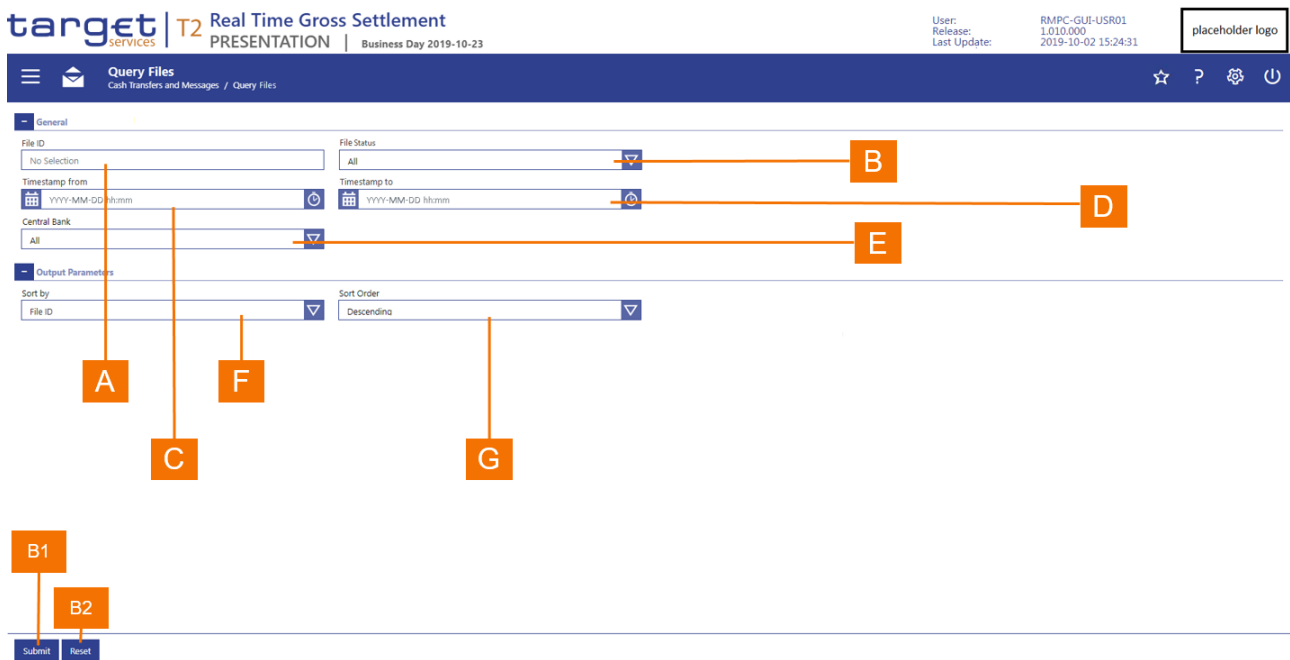 target services T2 Real Time Gross Settlement
PRESENTATION | Business Day 2019-10-23
User: RMPC-GUI-USR01
Release: 1.010.000
Last Update: 2019-10-02 15:24:31
placeholder logo
Query Files
Cash Transfers and Messages / Query Files
?
− General
File ID File Status
No Selection All
B
Timestamp from Timestamp to
YYYY-MM-DD hh:mm YYYY-MM-DD hh:mm
D
Central Bank
All
E
− Output Parameters
Sort by Sort Order
File ID Descending
A F
C G
B1
B2
Submit Reset